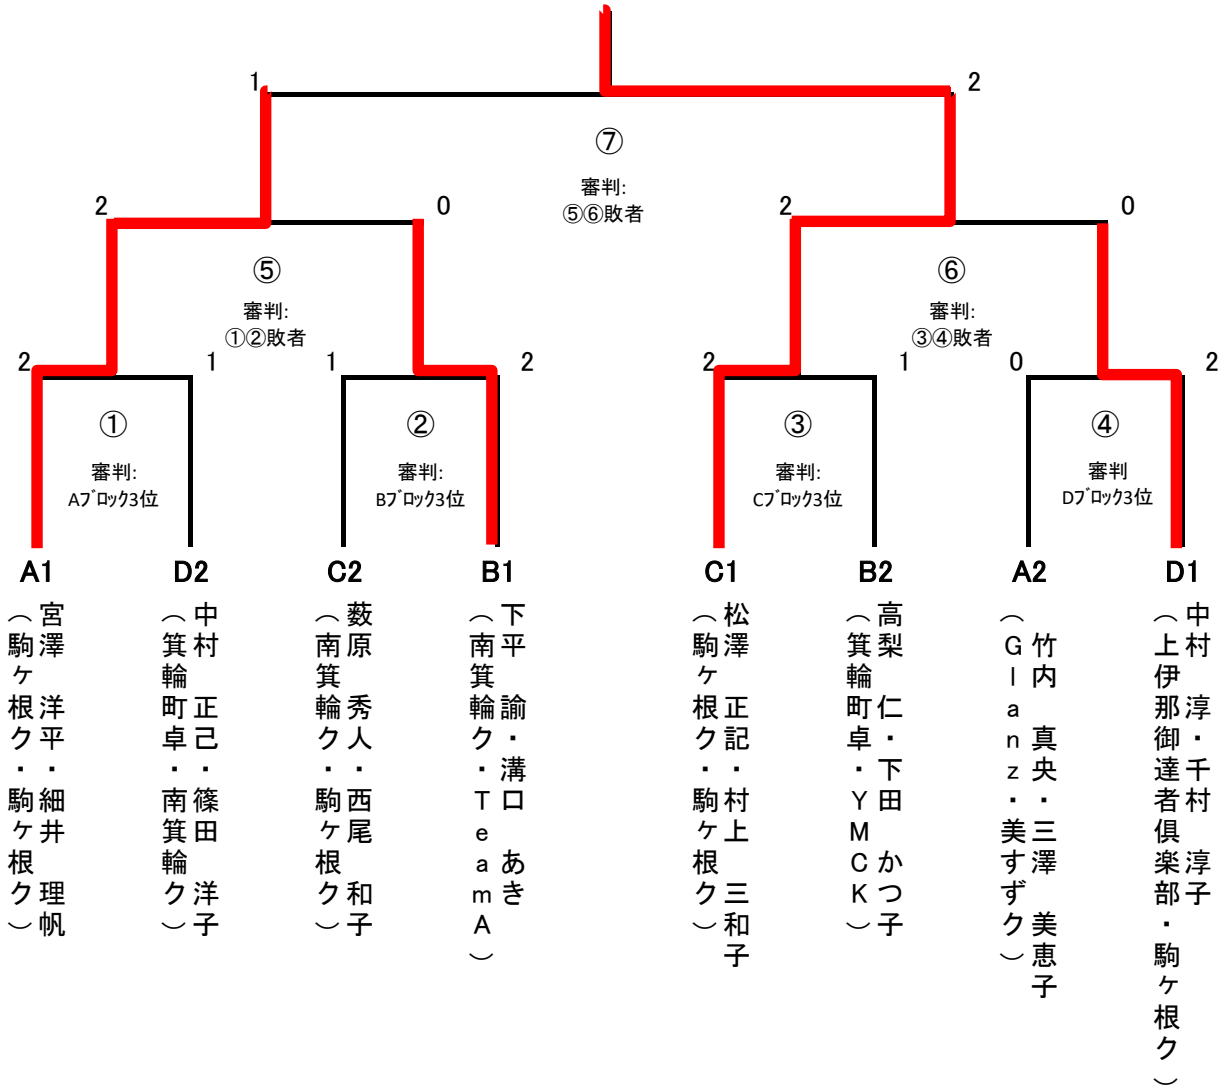 1
2
⑦
審判:
⑤⑥敗者
2
0
2
0
⑤
審判:
①②敗者
⑥
審判:
③④敗者
2
1
1
2
2
1
0
2
①
審判:
Aブロック3位
②
審判:
Bブロック3位
③
審判:
Cブロック3位
④
審判
Dブロック3位
A1
D2
C2
B1
C1
B2
A2
D1
宮澤 洋平・細井 理帆
(駒ヶ根ク・駒ヶ根ク)
中村 正己・篠田 洋子
(箕輪町卓・南箕輪ク)
薮原 秀人・西尾 和子
(南箕輪ク・駒ヶ根ク)
下平 諭・溝口 あき
(南箕輪ク・TeamA)
松澤 正記・村上 三和子
(駒ヶ根ク・駒ヶ根ク)
高梨 仁・下田 かつ子
(箕輪町卓・YMCK)
竹内 真央・三澤 美恵子
(Glanz・美すずク)
中村 淳・千村 淳子
(上伊那御達者倶楽部・駒ヶ根ク)